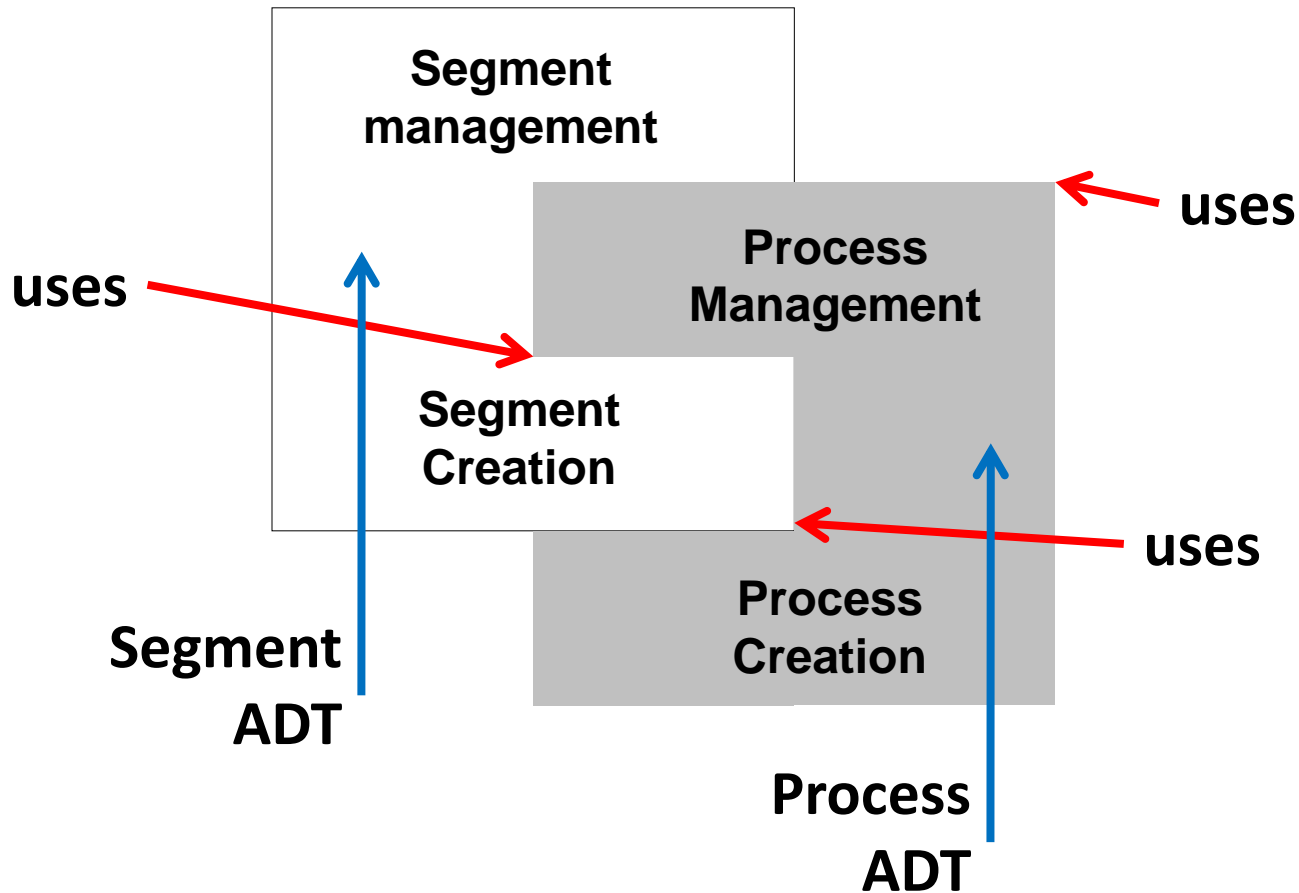 Segment
management
uses
Process
Management
uses
Segment
Creation
uses
Process
Creation
Segment
ADT
Process
ADT